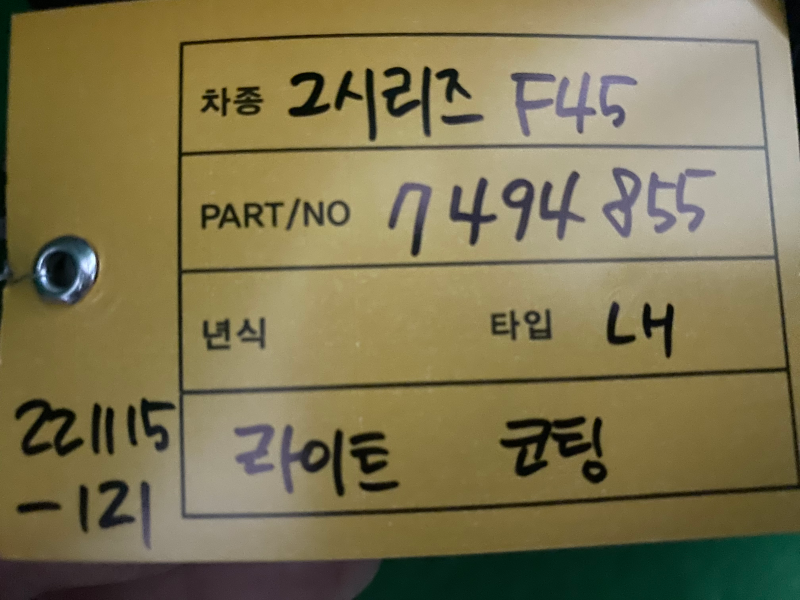 차종 2시리즈 F45
PART/NO 7494855
년식 타입 LH
라이트 코팅
221115
-121